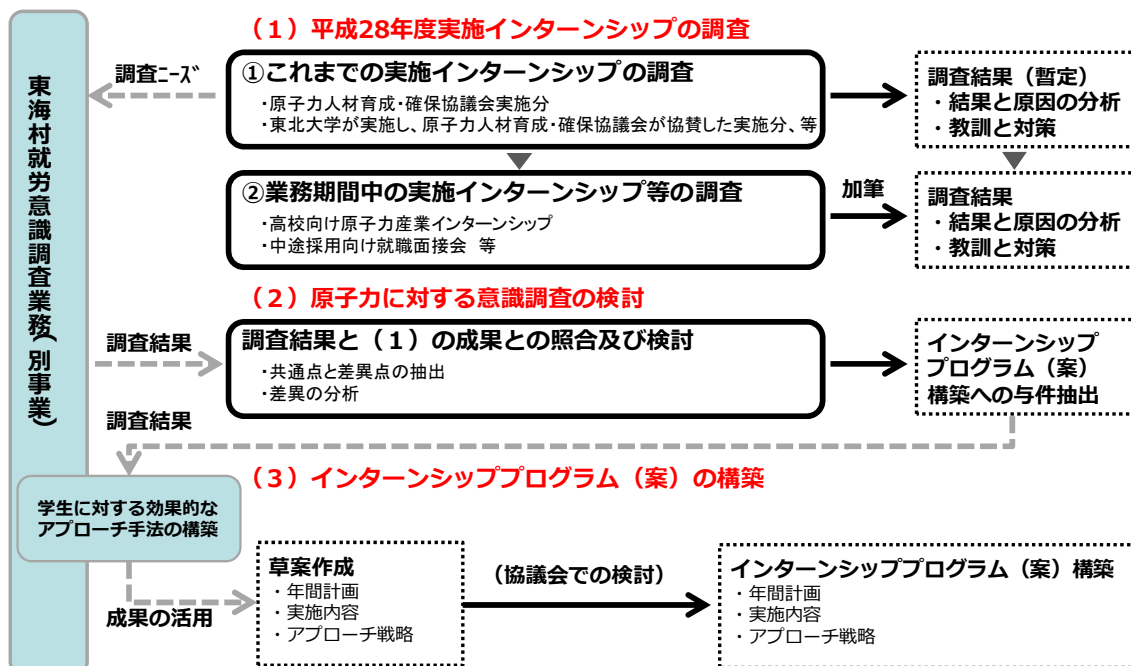 （１）平成28年度実施インターンシップの調査
東海村就労意識調査業務（別事業）
調査ﾆｰｽﾞ
①これまでの実施インターンシップの調査
・原子力人材育成・確保協議会実施分
・東北大学が実施し、原子力人材育成・確保協議会が協賛した実施分、等
調査結果（暫定）
・結果と原因の分析
・教訓と対策
②業務期間中の実施インターンシップ等の調査
・高校向け原子力産業インターンシップ
・中途採用向け就職面接会 等
加筆
調査結果
・結果と原因の分析
・教訓と対策
（２）原子力に対する意識調査の検討
調査結果
調査結果と（１）の成果との照合及び検討
・共通点と差異点の抽出
・差異の分析
インターンシップ
プログラム（案）
構築への与件抽出
調査結果
（３）インターンシッププログラム（案）の構築
学生に対する効果的な
アプローチ手法の構築
成果の活用
草案作成
・年間計画
・実施内容
・アプローチ戦略
（協議会での検討）
インターンシッププログラム（案）構築
・年間計画
・実施内容
・アプローチ戦略